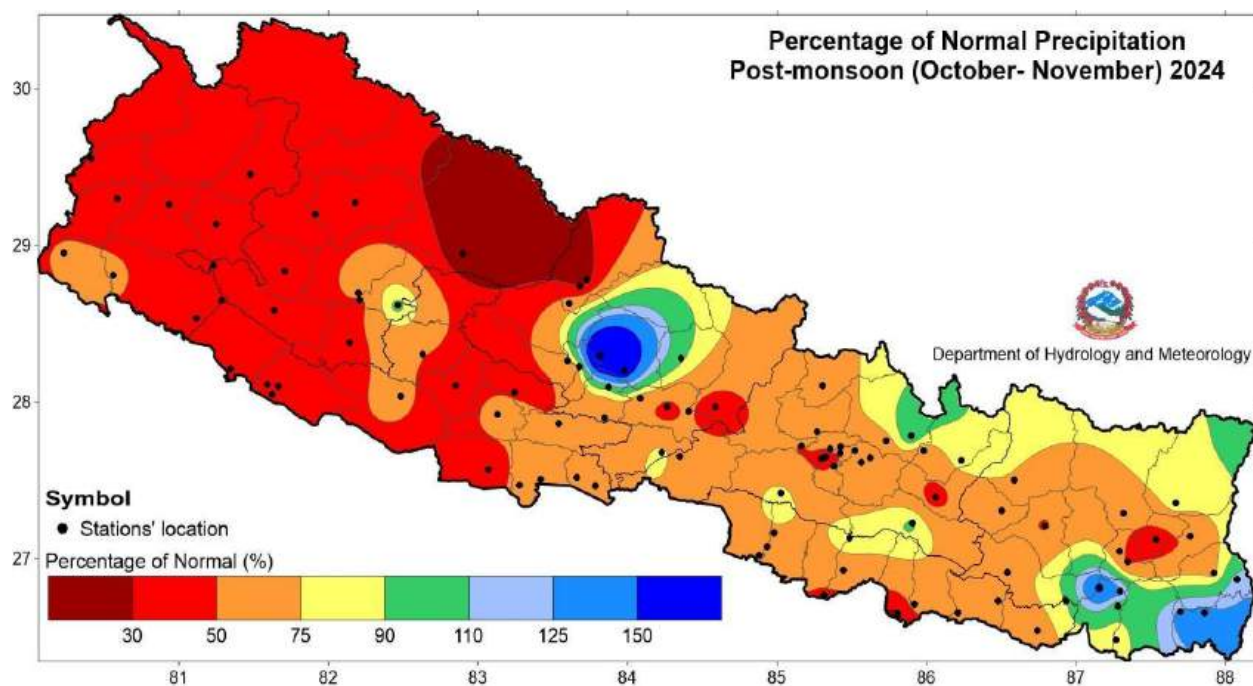 Percentage of Normal Precipitation
Post-monsoon (October- November) 2024
30
29
28
27
Department of Hydrology and Meteorology
Symbol
Stations' location
Percentage of Normal (%)
30 50 75 90 110 125 150
81 82 83 84 85 86 87 88